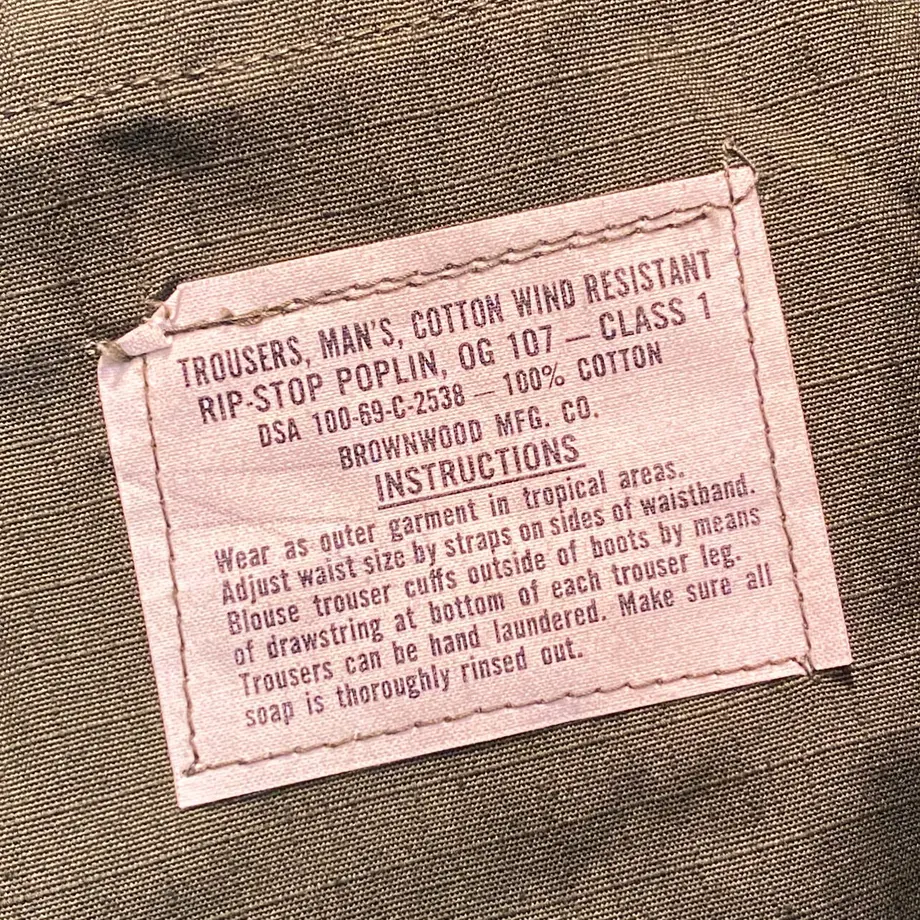 TROUSERS, MAN'S, COTTON WIND RESISTANT
RIP-STOP POPLIN, OG 107 — CLASS 1
DSA 100-69-C-2538 — 100% COTTON
BROWNWOOD MFG. CO.
INSTRUCTIONS
Wear as outer garment in tropical areas.
Adjust waist size by straps on sides of waistband.
Blouse trouser cuffs outside of boots by means
of drawstring at bottom of each trouser leg.
Trousers can be hand laundered. Make sure all
soap is thoroughly rinsed out.